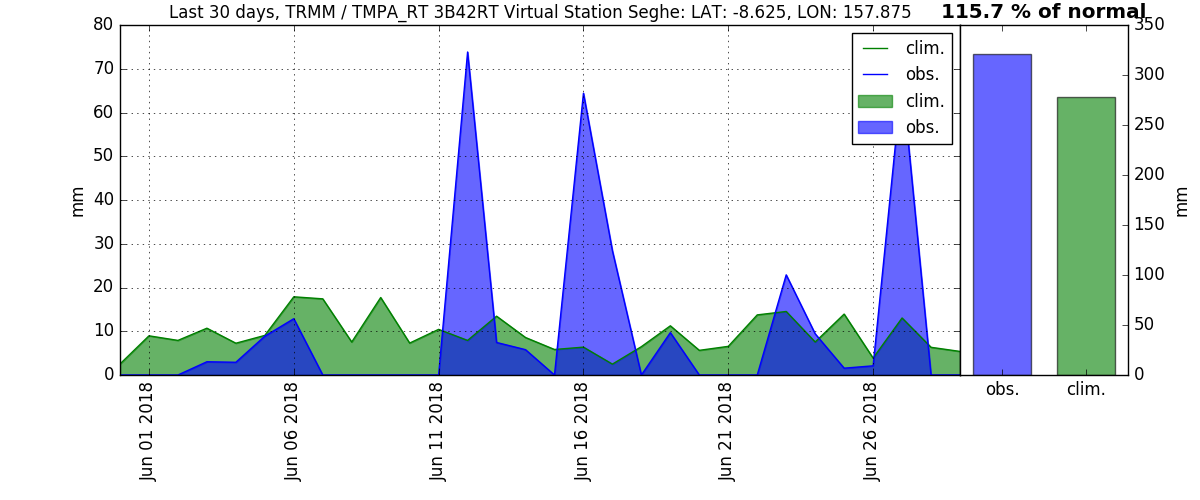 Last 30 days, TRMM / TMPA_RT 3B42RT Virtual Station Seghe: LAT: -8.625, LON: 157.875
115.7 % of normal
80
70
60
50
40
30
20
10
0
mm
clim.
obs.
clim.
obs.
Jun 01 2018
Jun 06 2018
Jun 11 2018
Jun 16 2018
Jun 21 2018
Jun 26 2018
350
300
250
200
150
100
50
0
mm
obs.
clim.